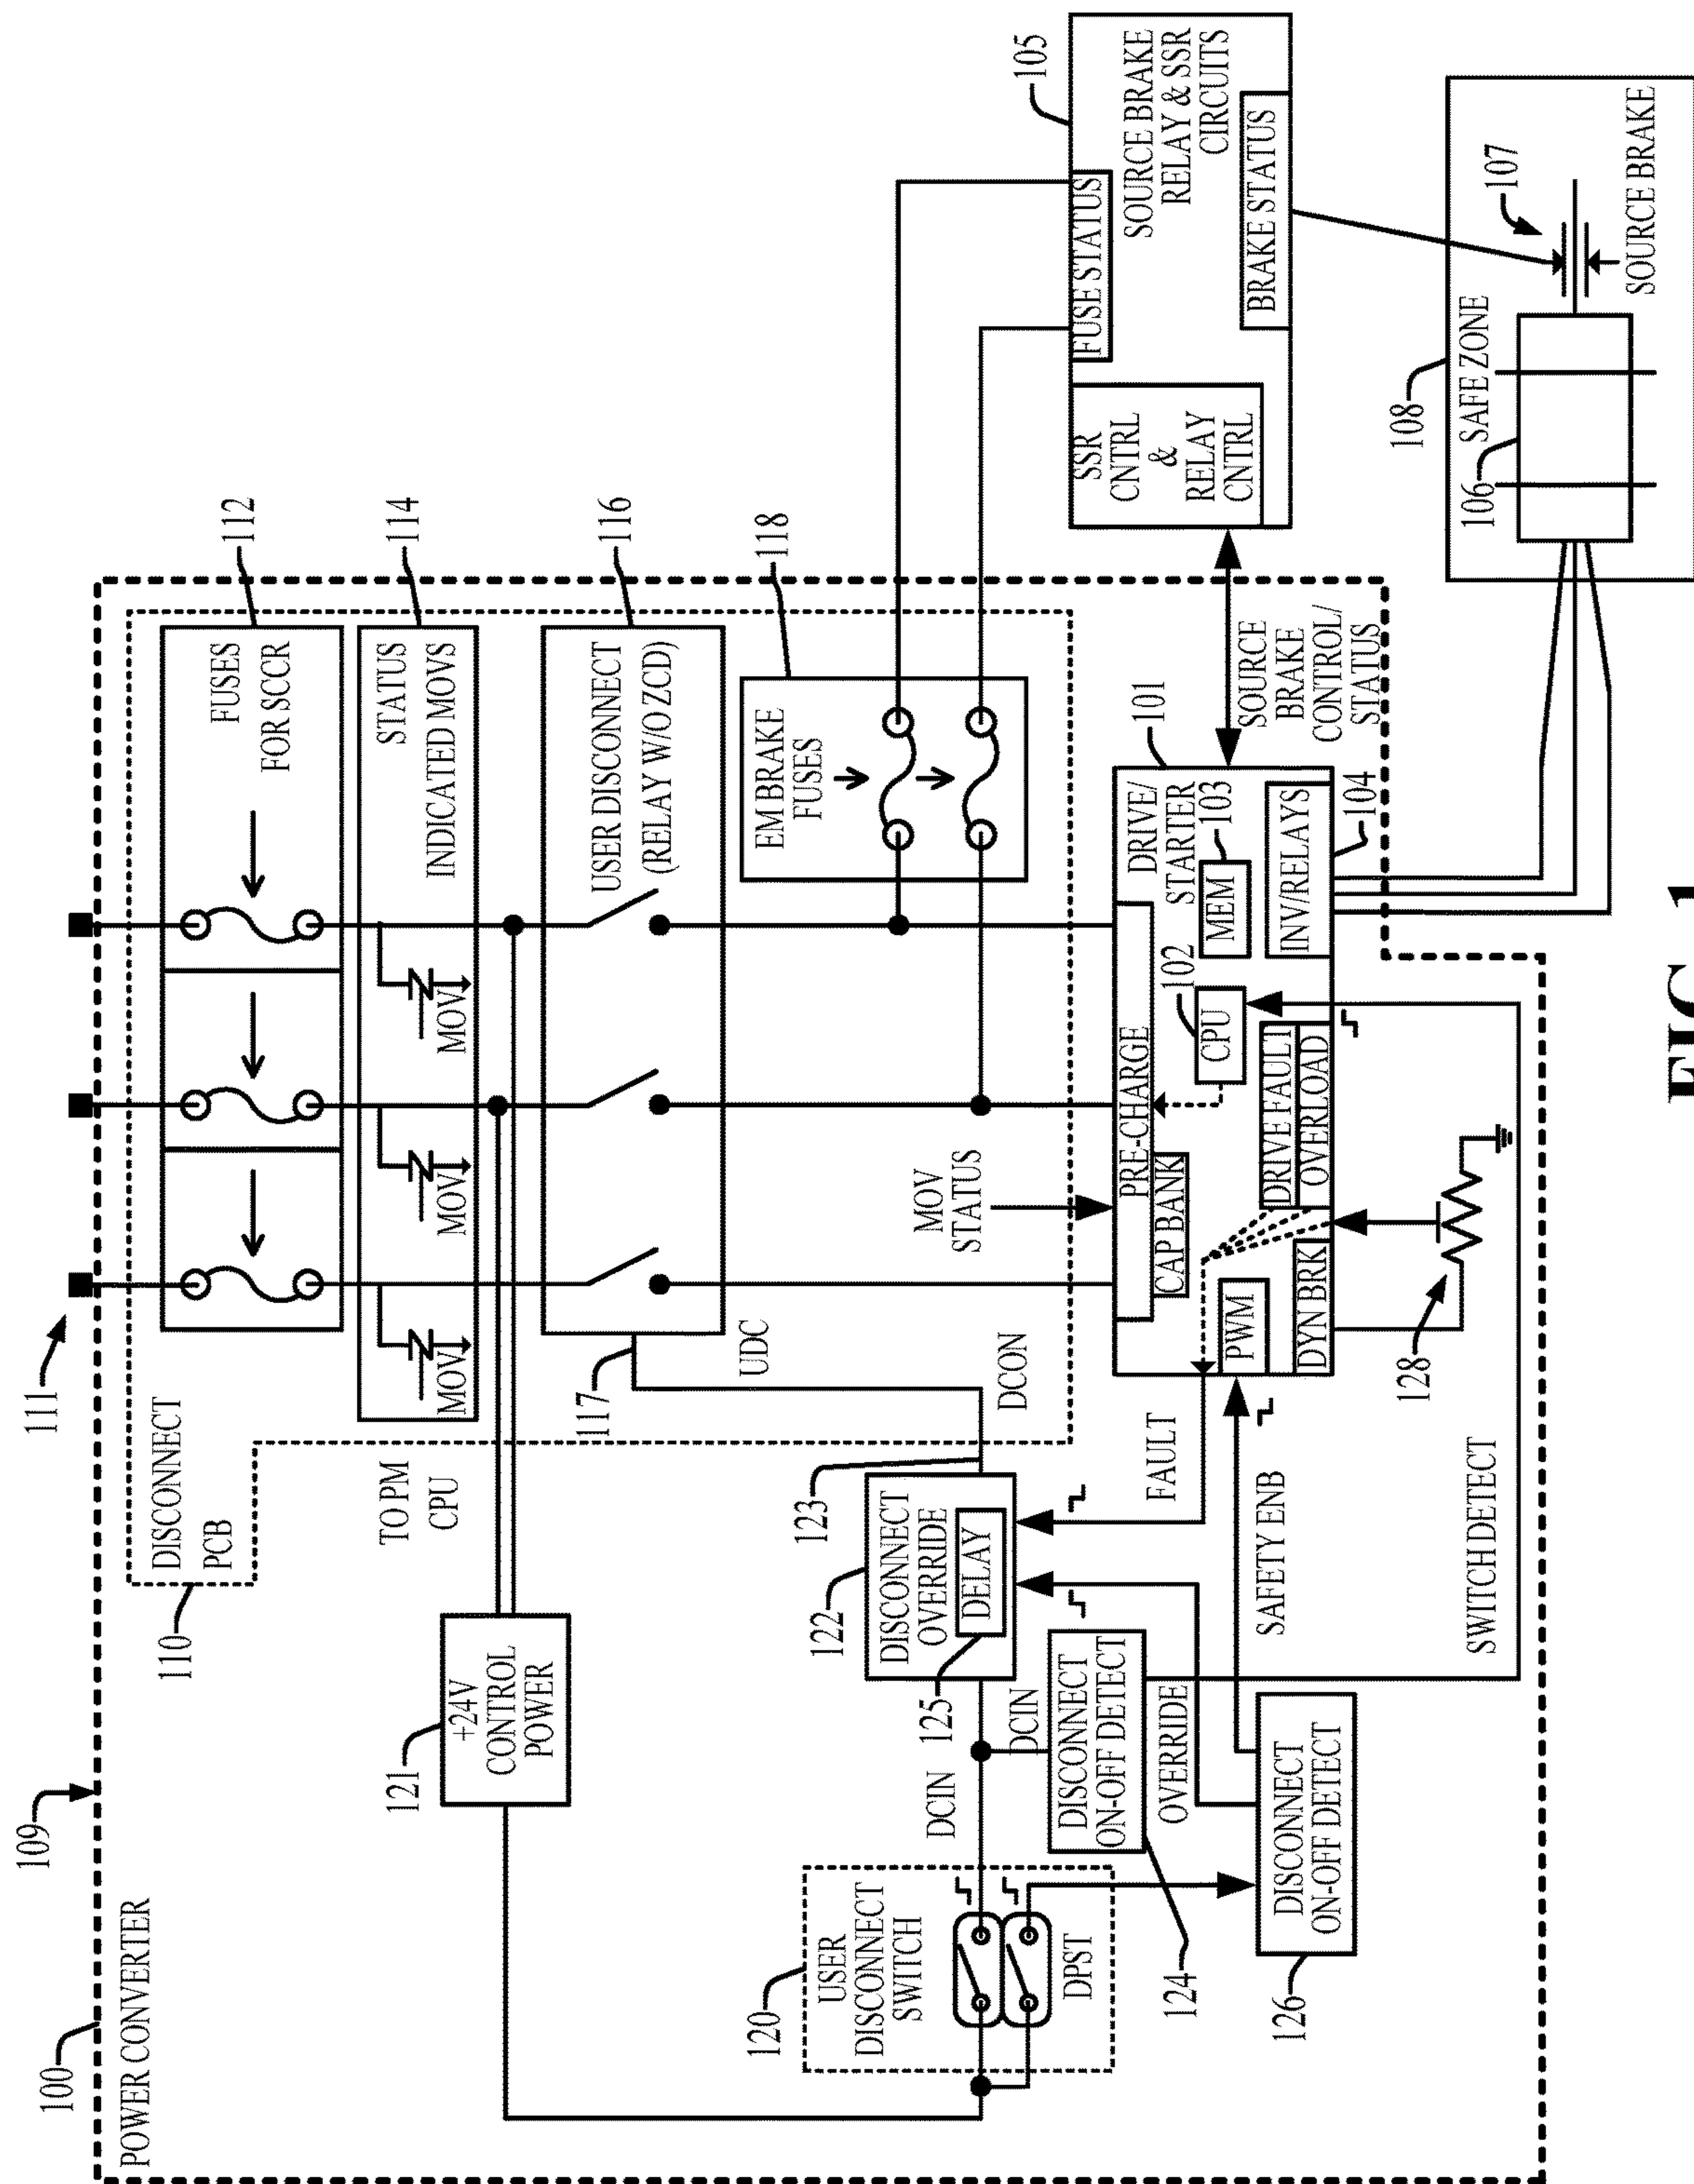 100
POWER CONVERTER
109
111
110
DISCONNECT
PCB
FUSES
FOR SCCR
112
MOV
MOV
MOV
STATUS
INDICATED MOVS
114
TO PM
CPU
121
+24V
CONTROL
POWER
117
UDC
USER DISCONNECT
(RELAY W/O ZCD)
116
EM BRAKE
FUSES
118
120
USER
DISCONNECT
SWITCH
DPST
DCIN
DCIN
122
123
DISCONNECT
OVERRIDE
DELAY
125
DCON
MOV
STATUS
DISCONNECT
ON-OFF DETECT
124
OVERRIDE
DISCONNECT
ON-OFF DETECT
126
FAULT
SAFETY ENB
SWITCH DETECT
PRE-CHARGE
CAP BANK
DRIVE/
STARTER
101
102
CPU
MEM
103
PWM
DYN BRK
DRIVE FAULT
OVERLOAD
INV/RELAYS
104
128
SOURCE
BRAKE
CONTROL/
STATUS
SSR
CNTRL
&
RELAY
CNTRL
FUSE STATUS
SOURCE BRAKE
RELAY & SSR
CIRCUITS
BRAKE STATUS
105
108
SAFE ZONE
106
107
SOURCE BRAKE